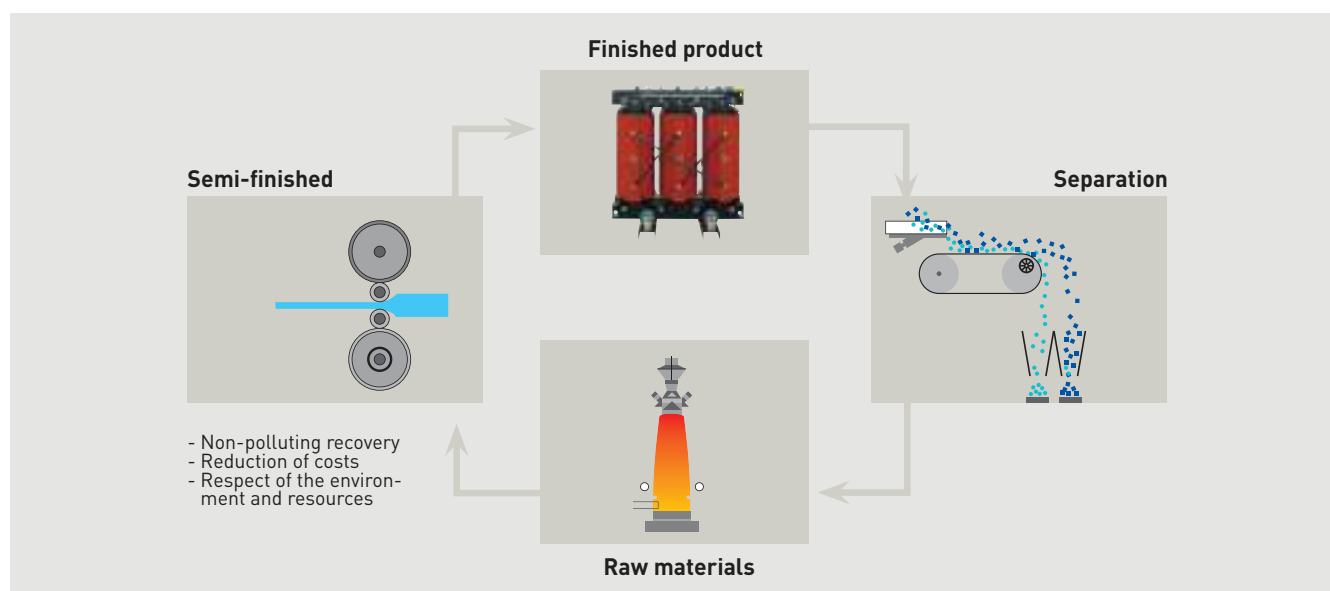 Finished product
Semi-finished
Separation
- Non-polluting recovery
- Reduction of costs
- Respect of the environ-
ment and resources
Raw materials